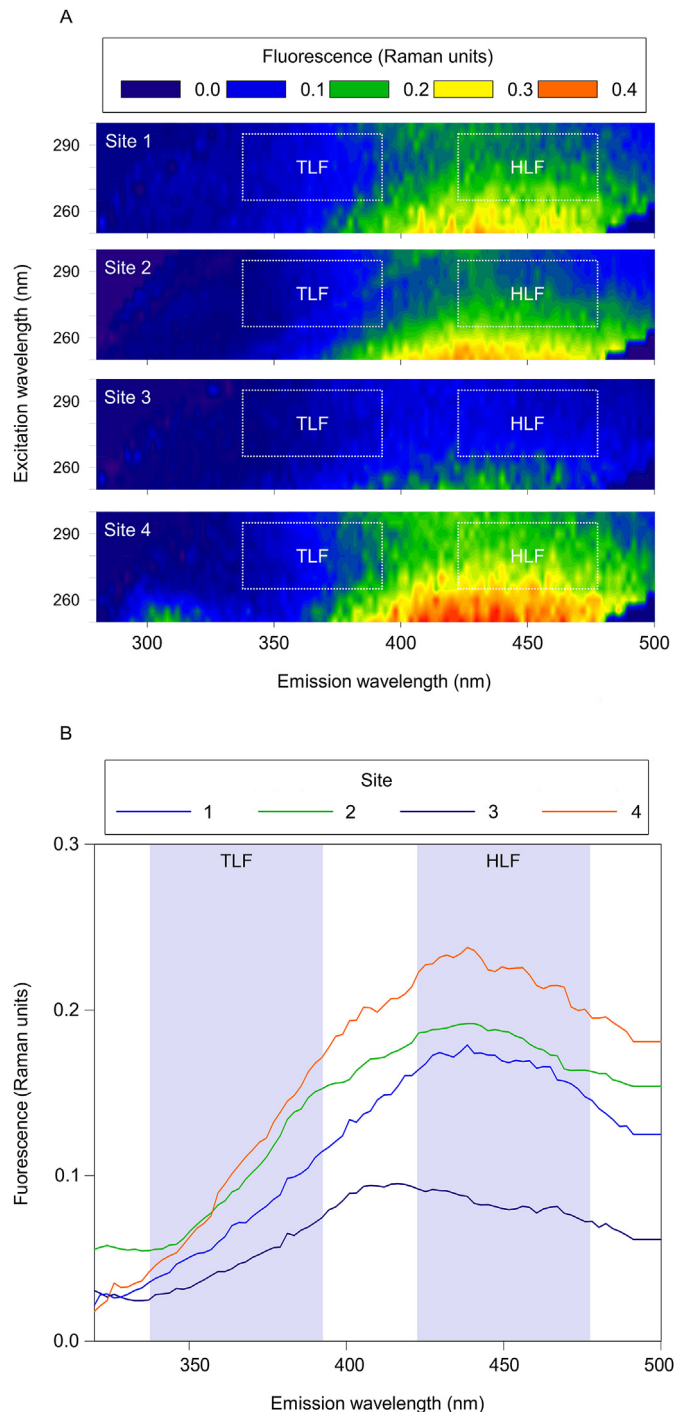 A
Fluorescence (Raman units)
0.0 0.1 0.2 0.3 0.4
Site 1
TLF
HLF
290
260
Site 2
TLF
HLF
290
260
Site 3
TLF
HLF
290
260
Site 4
TLF
HLF
290
260
Excitation wavelength (nm)
300 350 400 450 500
Emission wavelength (nm)
B
Site
1 2 3 4
TLF HLF
0.3
0.2
0.1
0.0
Fuorescence (Raman units)
350 400 450 500
Emission wavelength (nm)